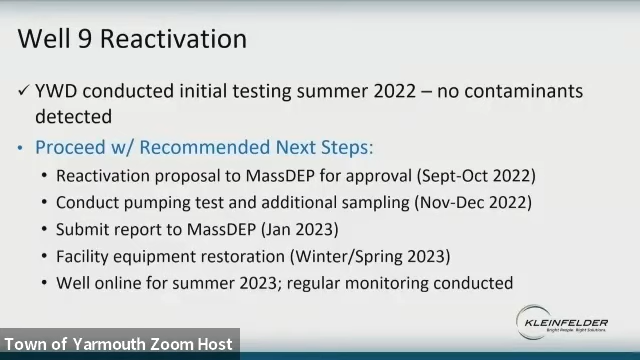 Well 9 Reactivation
✓ YWD conducted initial testing summer 2022 – no contaminants
detected
• Proceed w/ Recommended Next Steps:
• Reactivation proposal to MassDEP for approval (Sept-Oct 2022)
• Conduct pumping test and additional sampling (Nov-Dec 2022)
• Submit report to MassDEP (Jan 2023)
• Facility equipment restoration (Winter/Spring 2023)
• Well online for summer 2023; regular monitoring conducted
KLEINFELDER
Bright People. Right Solutions.
Town of Yarmouth Zoom Host